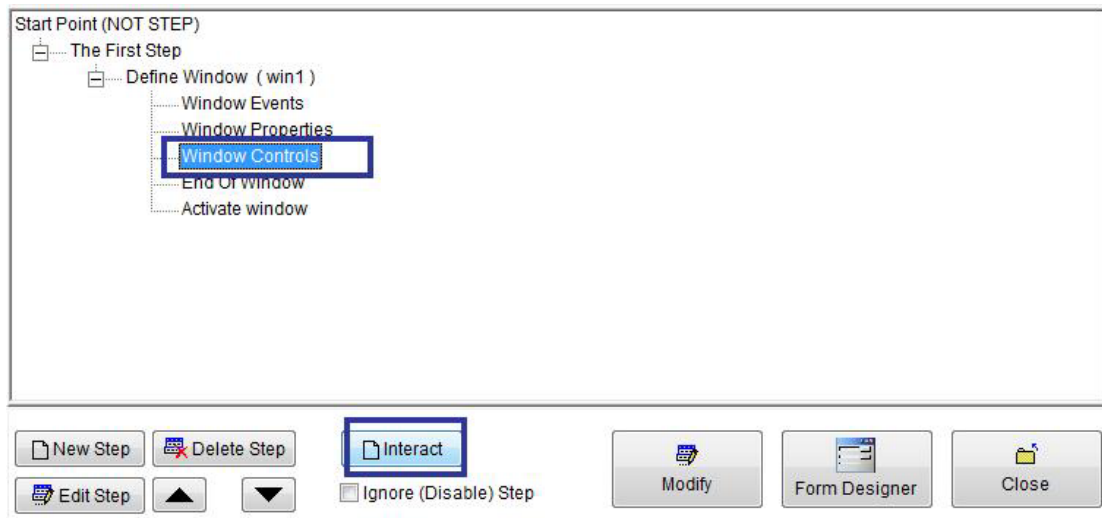 Start Point (NOT STEP)
The First Step
Define Window ( win1 )
Window Events
Window Properties
Window Controls
End Of Window
Activate window
New Step
Delete Step
Interact
Edit Step
Ignore (Disable) Step
Modify
Form Designer
Close